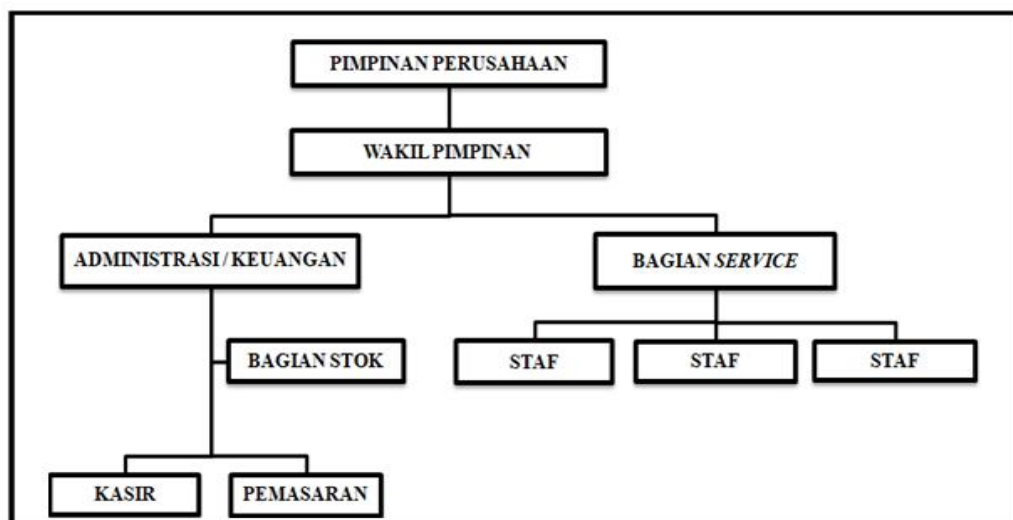 PIMPINAN PERUSAHAAN
WAKIL PIMPINAN
ADMINISTRASI / KEUANGAN
BAGIAN SERVICE
BAGIAN STOK
STAF
STAF
STAF
KASIR
PEMASARAN